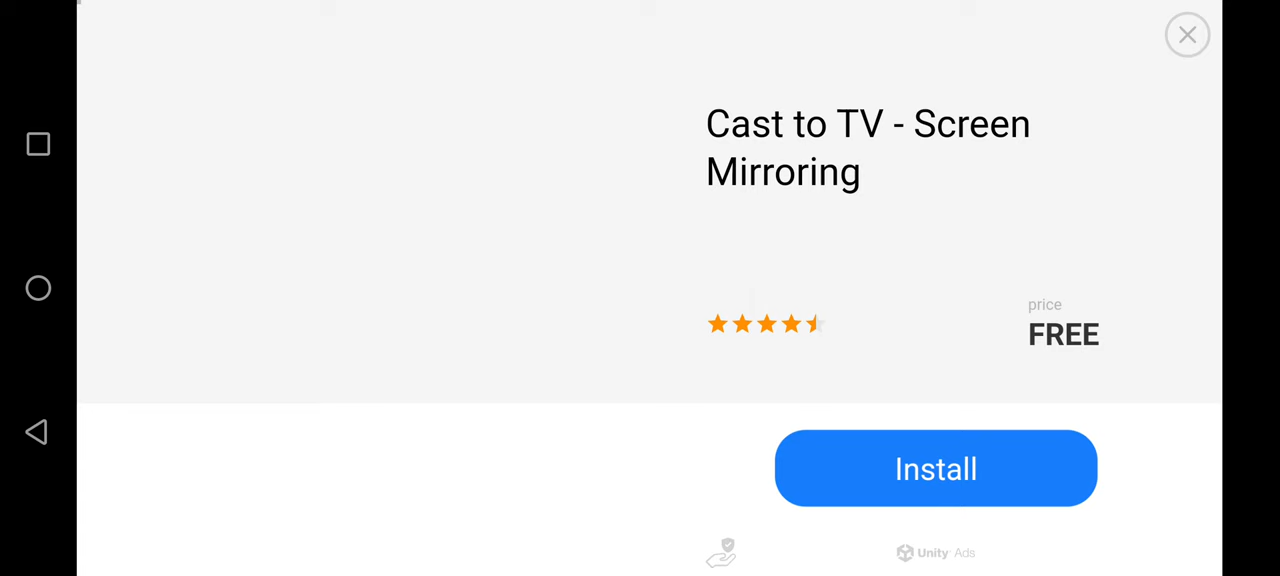 Cast to TV - Screen
Mirroring
price
FREE
Install
Unity Ads